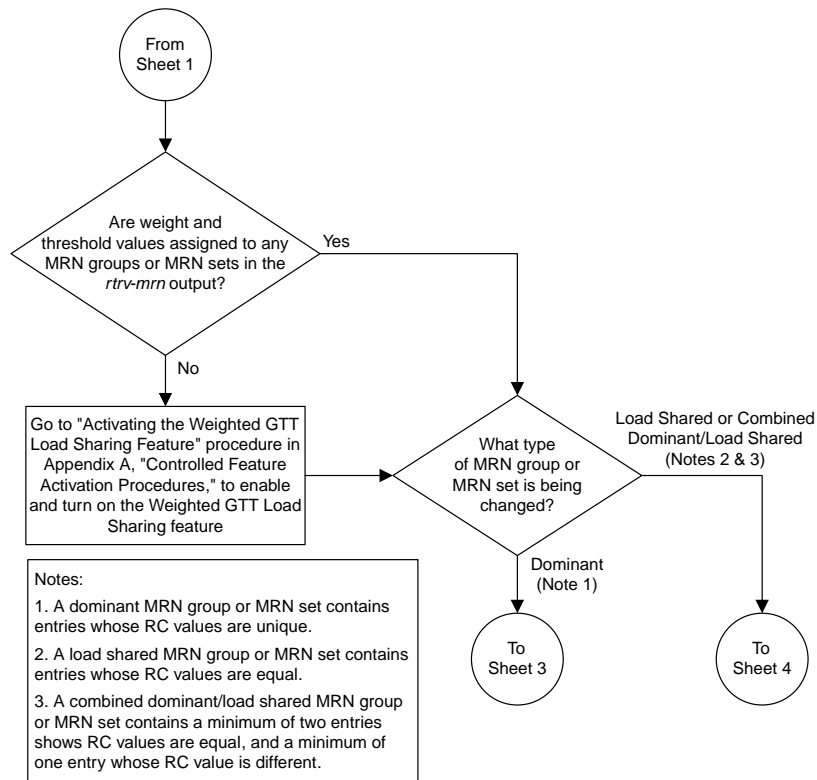 From
Sheet 1
Are weight and
threshold values assigned to any
MRN groups or MRN sets in the
rtrv-mrn output?
Yes
No
Go to "Activating the Weighted GTT
Load Sharing Feature" procedure in
Appendix A, "Controlled Feature
Activation Procedures," to enable
and turn on the Weighted GTT Load
Sharing feature
What type
of MRN group or
MRN set is being
changed?
Load Shared or Combined
Dominant/Load Shared
(Notes 2 & 3)
Dominant
(Note 1)
To
Sheet 3
To
Sheet 4
Notes:
1. A dominant MRN group or MRN set contains
entries whose RC values are unique.
2. A load shared MRN group or MRN set contains
entries whose RC values are equal.
3. A combined dominant/load shared MRN group
or MRN set contains a minimum of two entries
shows RC values are equal, and a minimum of
one entry whose RC value is different.